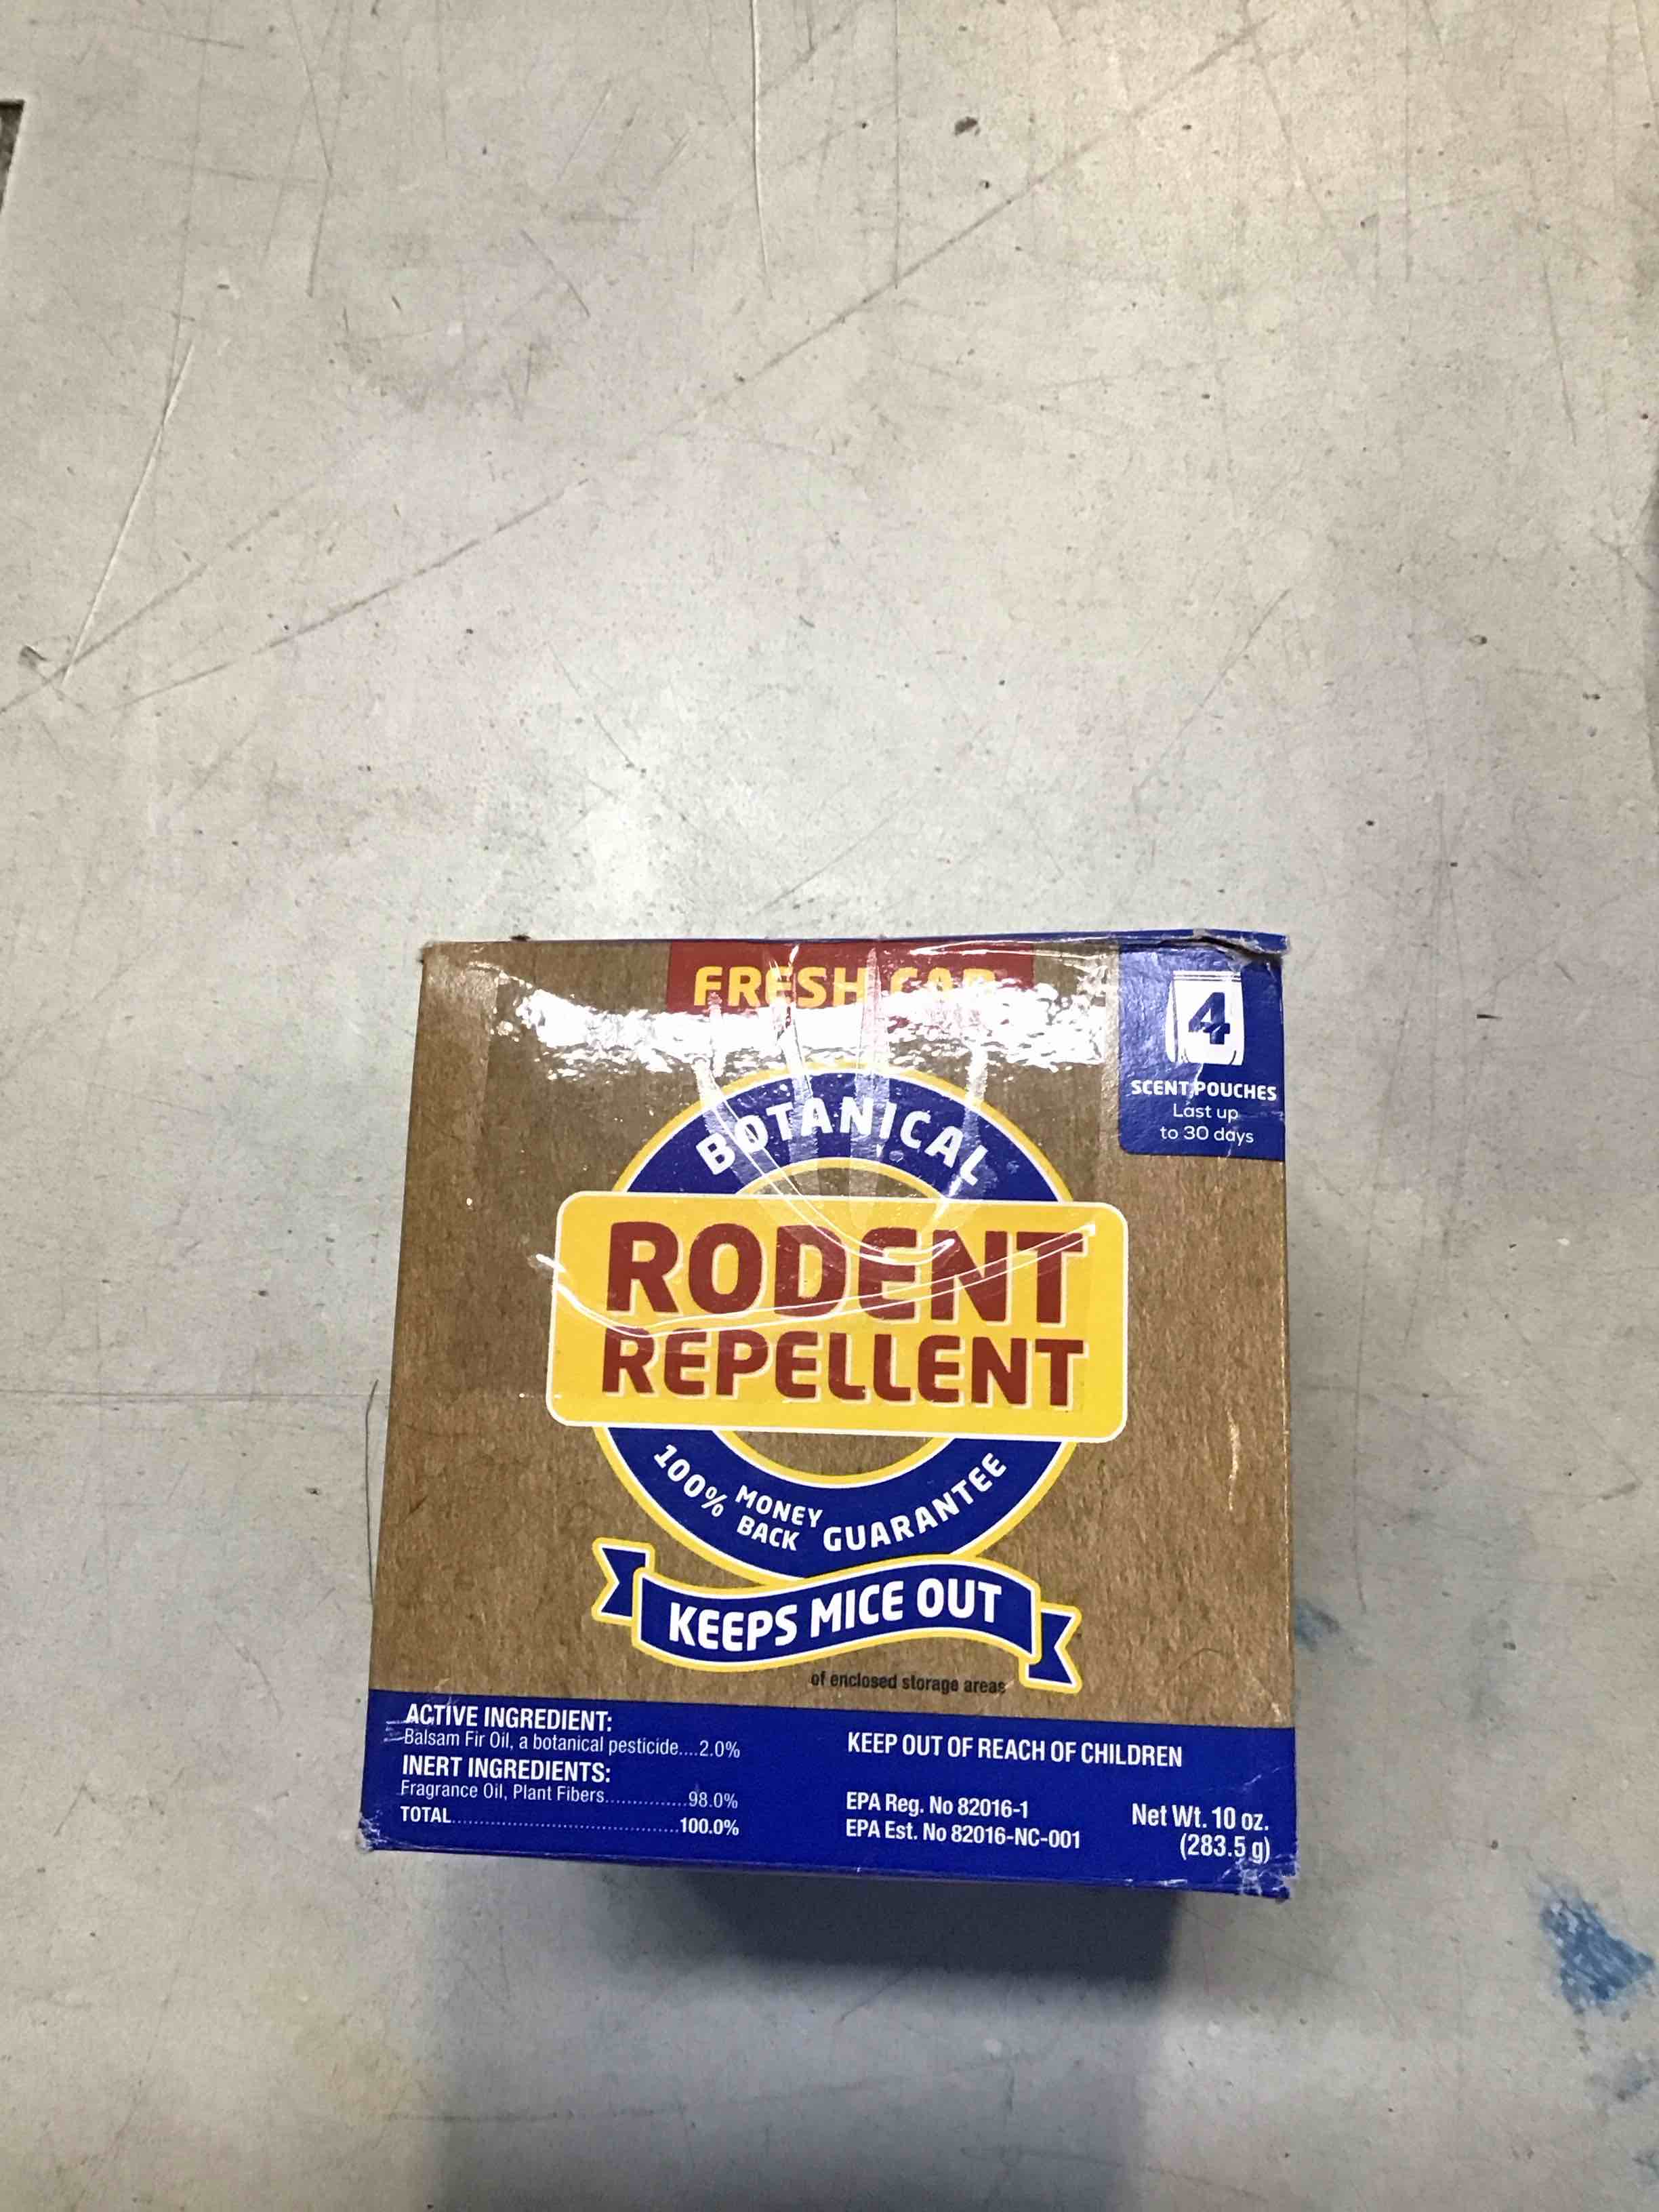 FRESH CAB
4
SCENT POUCHES
Last up
to 30 days
BOTANICAL
RODENT
REPELLENT
100% MONEY BACK GUARANTEE
KEEPS MICE OUT
of enclosed storage areas
ACTIVE INGREDIENT:
Balsam Fir Oil, a botanical pesticide....2.0%
INERT INGREDIENTS:
Fragrance Oil, Plant Fibers...............98.0%
TOTAL..........................................100.0%
KEEP OUT OF REACH OF CHILDREN
EPA Reg. No 82016-1
EPA Est. No 82016-NC-001
Net Wt. 10 oz.
(283.5 g)